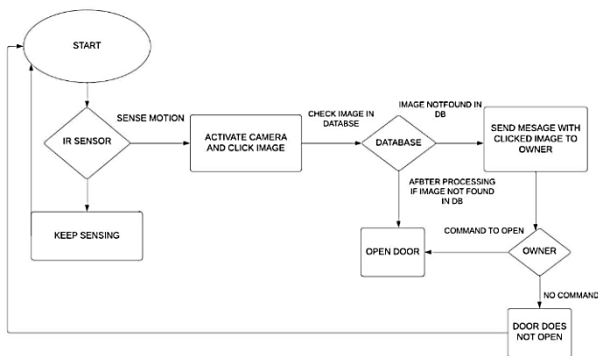 START
SENSE MOTION
IR SENSOR
KEEP SENSING
ACTIVATE CAMERA
AND CLICK IMAGE
CHECK IMAGE IN
DATABSE
DATABASE
IMAGE NOTFOUND IN
DB
SEND MESAGE WITH
CLICKED IMAGE TO
OWNER
AFBTER PROCESSING
IF IMAGE NOT FOUND
IN DB
OPEN DOOR
COMMAND TO OPEN
OWNER
NO COMMAND
DOOR DOES
NOT OPEN